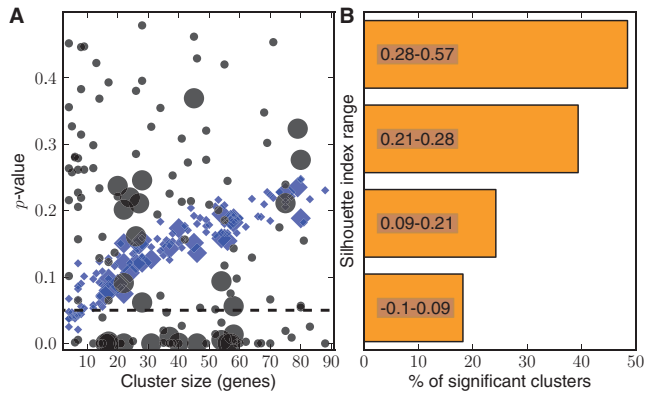 A
p-value
0.4
0.3
0.2
0.1
0.0
10 20 30 40 50 60 70 80 90
Cluster size (genes)
B
Silhouette index range
0.28-0.57
0.21-0.28
0.09-0.21
-0.1-0.09
0 10 20 30 40 50
% of significant clusters